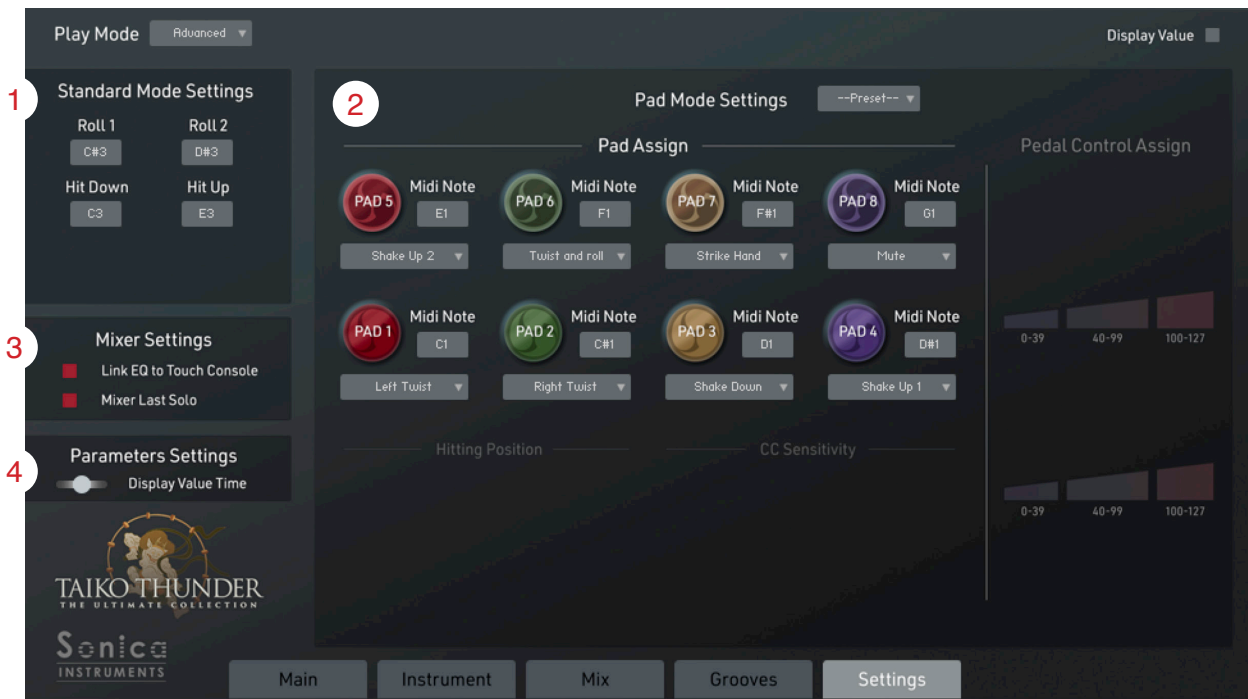 Play Mode Advanced Display Value
1 Standard Mode Settings
Roll 1 Roll 2
C#3 D#3
Hit Down Hit Up
C3 E3
2 Pad Mode Settings --Preset--
Pad Assign
PAD 5 Midi Note E1 PAD 6 Midi Note F1 PAD 7 Midi Note F#1 PAD 8 Midi Note G1
Shake Up 2 Twist and roll Strike Hand Mute
PAD 1 Midi Note C1 PAD 2 Midi Note C#1 PAD 3 Midi Note D1 PAD 4 Midi Note D#1
Left Twist Right Twist Shake Down Shake Up 1
Hitting Position CC Sensitivity
Pedal Control Assign
0-39 40-99 100-127
0-39 40-99 100-127
3 Mixer Settings
Link EQ to Touch Console
Mixer Last Solo
4 Parameters Settings
Display Value Time
TAIKO THUNDER
THE ULTIMATE COLLECTION
Sonica
INSTRUMENTS
Main Instrument Mix Grooves Settings